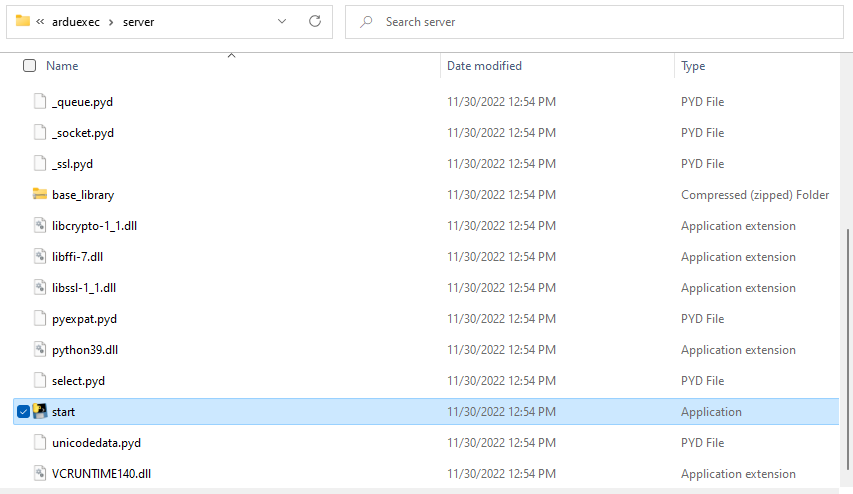 « arduexec > server Search server
Name Date modified Type
_queue.pyd 11/30/2022 12:54 PM PYD File
_socket.pyd 11/30/2022 12:54 PM PYD File
_ssl.pyd 11/30/2022 12:54 PM PYD File
base_library 11/30/2022 12:54 PM Compressed (zipped) Folder
libcrypto-1_1.dll 11/30/2022 12:54 PM Application extension
libffi-7.dll 11/30/2022 12:54 PM Application extension
libssl-1_1.dll 11/30/2022 12:54 PM Application extension
pyexpat.pyd 11/30/2022 12:54 PM PYD File
python39.dll 11/30/2022 12:54 PM Application extension
select.pyd 11/30/2022 12:54 PM PYD File
start 11/30/2022 12:54 PM Application
unicodedata.pyd 11/30/2022 12:54 PM PYD File
VCRUNTIME140.dll 11/30/2022 12:54 PM Application extension